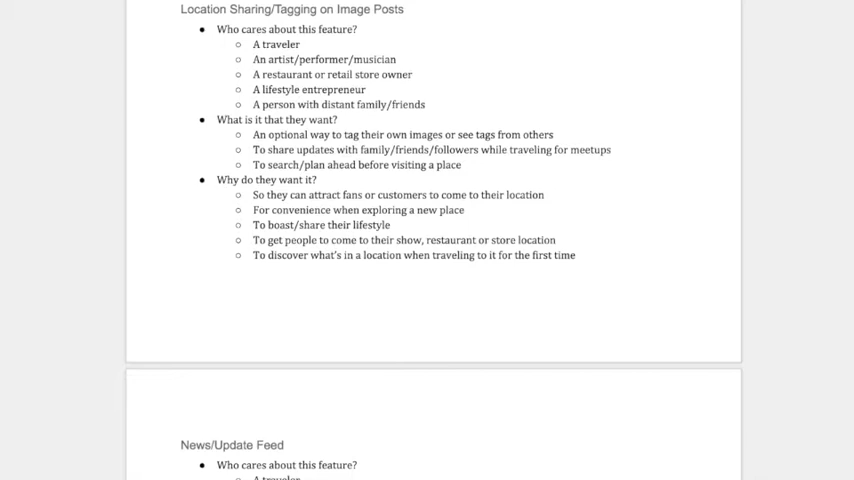 Location Sharing/Tagging on Image Posts
● Who cares about this feature?
○ A traveler
○ An artist/performer/musician
○ A restaurant or retail store owner
○ A lifestyle entrepreneur
○ A person with distant family/friends
● What is it that they want?
○ An optional way to tag their own images or see tags from others
○ To share updates with family/friends/followers while traveling for meetups
○ To search/plan ahead before visiting a place
● Why do they want it?
○ So they can attract fans or customers to come to their location
○ For convenience when exploring a new place
○ To boast/share their lifestyle
○ To get people to come to their show, restaurant or store location
○ To discover what's in a location when traveling to it for the first time
News/Update Feed
● Who cares about this feature?
○ A traveler